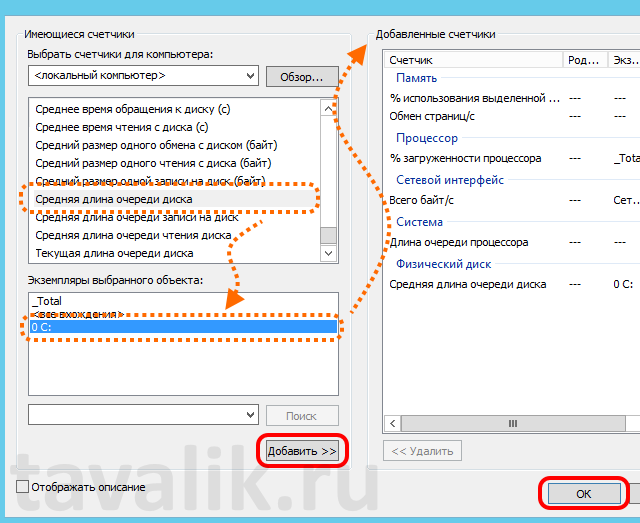 Имеющиеся счетчики
Выбрать счетчики для компьютера:
<локальный компьютер>
Обзор...
Среднее время обращения к диску (с)
Среднее время чтения с диска (с)
Средний размер одного обмена с диском (байт)
Средний размер одного чтения с диска (байт)
Средний размер одной записи на диск (байт)
Средняя длина очереди диска
Средняя длина очереди записи на диск
Средняя длина очереди чтения диска
Текущая длина очереди диска
Экземпляры выбранного объекта:
_Total
<все вхождения>
0 C:
Поиск
Добавить >>
Отображать описание
Добавленные счетчики
Счетчик Род... Экз...
Память
% использования выделенной ... ---
Обмен страниц/с --- ---
Процессор
% загруженности процессора --- _Tota
Сетевой интерфейс
Всего байт/с --- Сет...
Система
Длина очереди процессора --- ---
Физический диск
Средняя длина очереди диска --- 0 C:
<< Удалить
OK
tavalik.ru